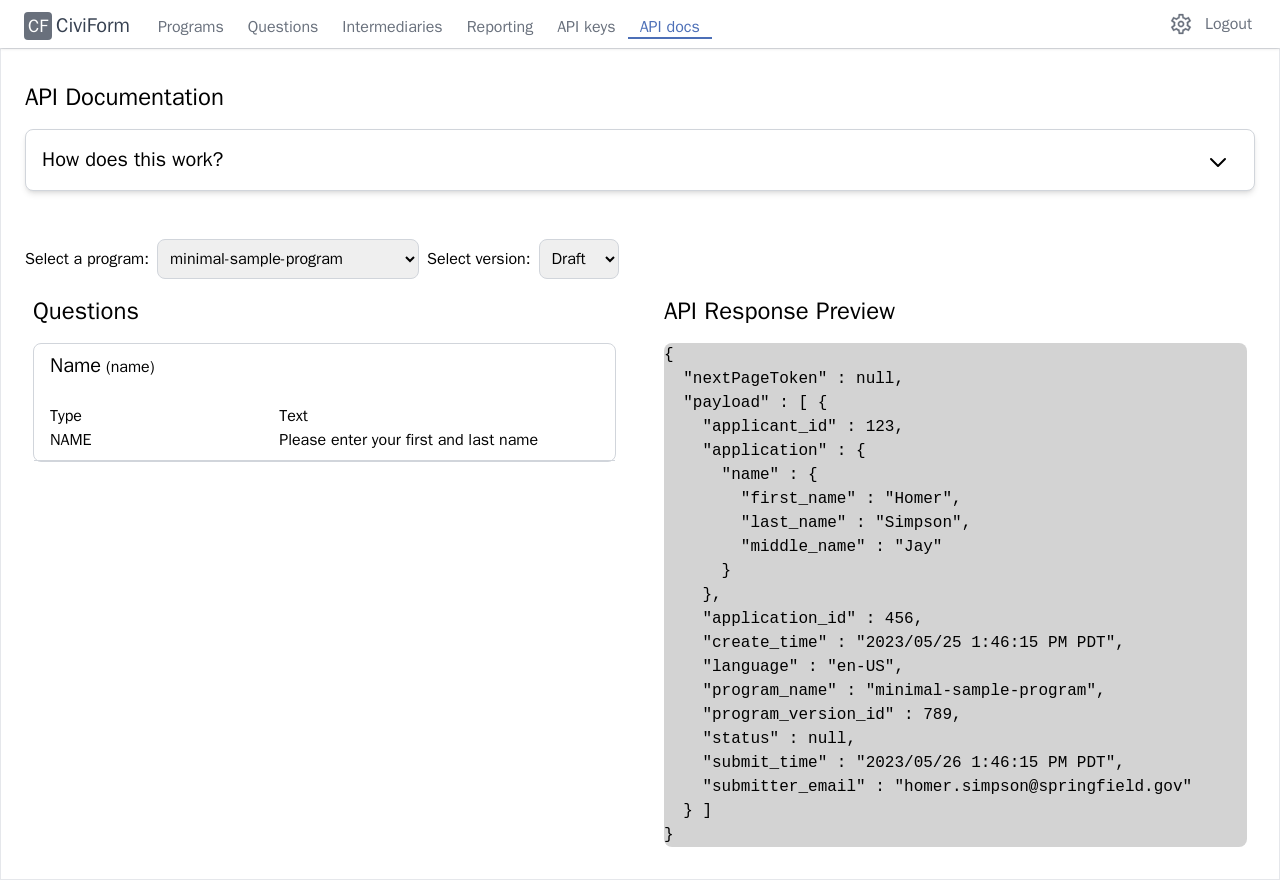 CF CiviForm Programs Questions Intermediaries Reporting API keys API docs Logout
API Documentation
How does this work?
Select a program: minimal-sample-program Select version: Draft
Questions
Name (name)
Type Text
NAME Please enter your first and last name
API Response Preview
{
  "nextPageToken" : null,
  "payload" : [ {
    "applicant_id" : 123,
    "application" : {
      "name" : {
        "first_name" : "Homer",
        "last_name" : "Simpson",
        "middle_name" : "Jay"
      }
    },
    "application_id" : 456,
    "create_time" : "2023/05/25 1:46:15 PM PDT",
    "language" : "en-US",
    "program_name" : "minimal-sample-program",
    "program_version_id" : 789,
    "status" : null,
    "submit_time" : "2023/05/26 1:46:15 PM PDT",
    "submitter_email" : "homer.simpson@springfield.gov"
  } ]
}